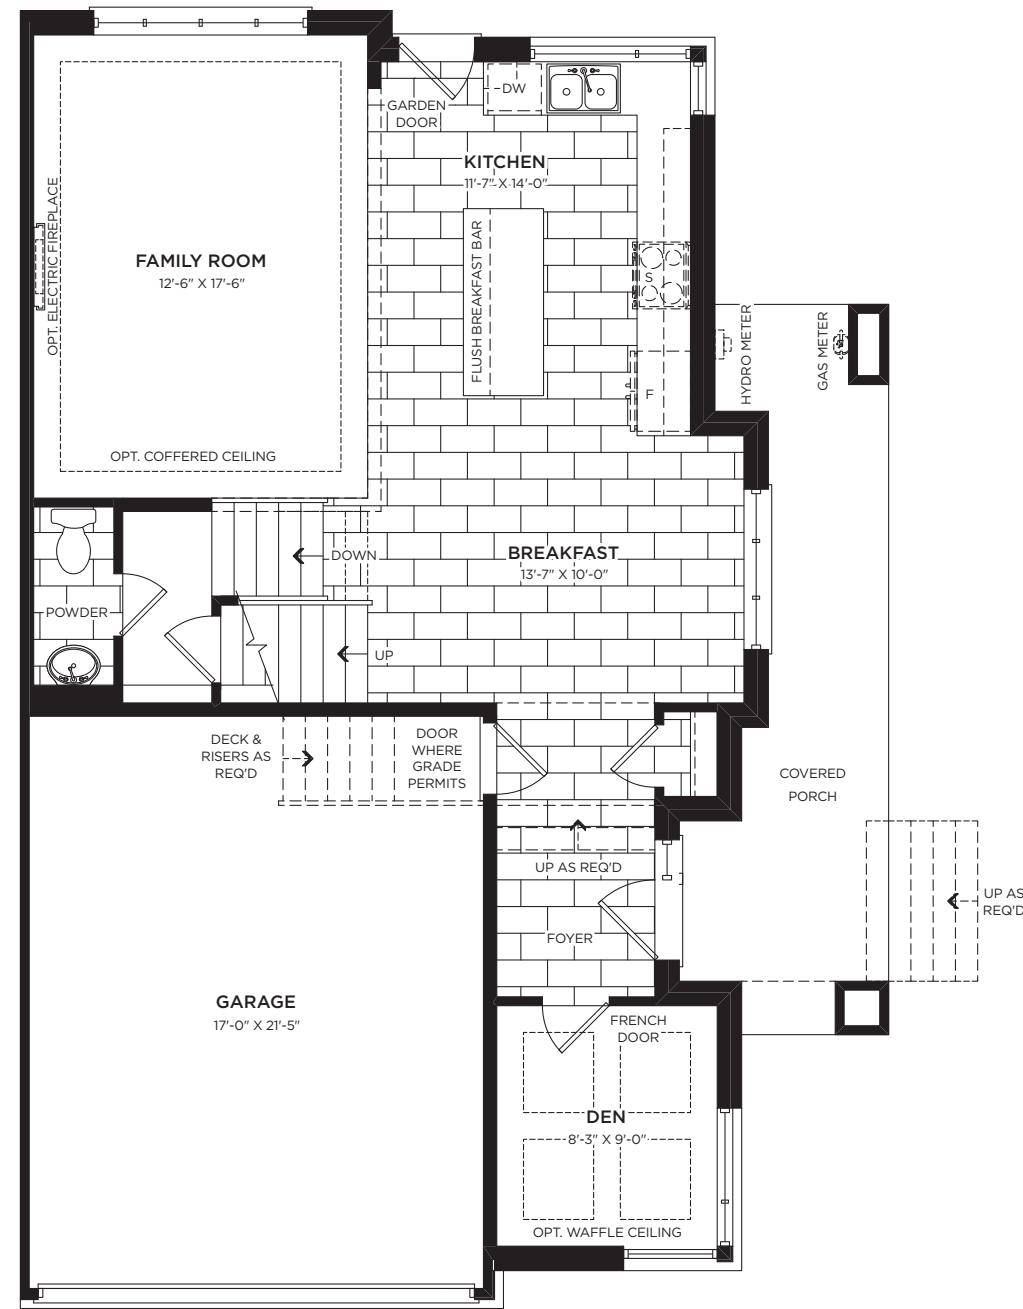 DW
GARDEN
DOOR
KITCHEN
11'-7" X 14'-0"
OPT. ELECTRIC FIREPLACE
FAMILY ROOM
12'-6" X 17'-6"
FLUSH BREAKFAST BAR
S
F
HYDRO METER
GAS METER
OPT. COFFERED CEILING
DOWN
BREAKFAST
13'-7" X 10'-0"
POWDER
UP
DECK &
RISERS AS
REQ'D
DOOR
WHERE
GRADE
PERMITS
COVERED
PORCH
UP AS REQ'D
UP AS
REQ'D
FOYER
GARAGE
17'-0" X 21'-5"
FRENCH
DOOR
DEN
8'-3" X 9'-0"
OPT. WAFFLE CEILING